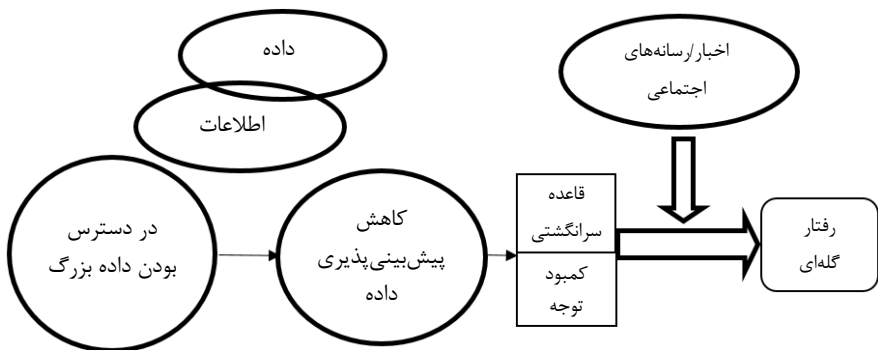 داده
اطلاعات
اخبار/رسانه‌های
اجتماعی
در دسترس
بودن داده بزرگ
کاهش
پیش‌بینی‌پذیری
داده
قاعده
سرانگشتی
کمبود
توجه
رفتار
گله‌ای